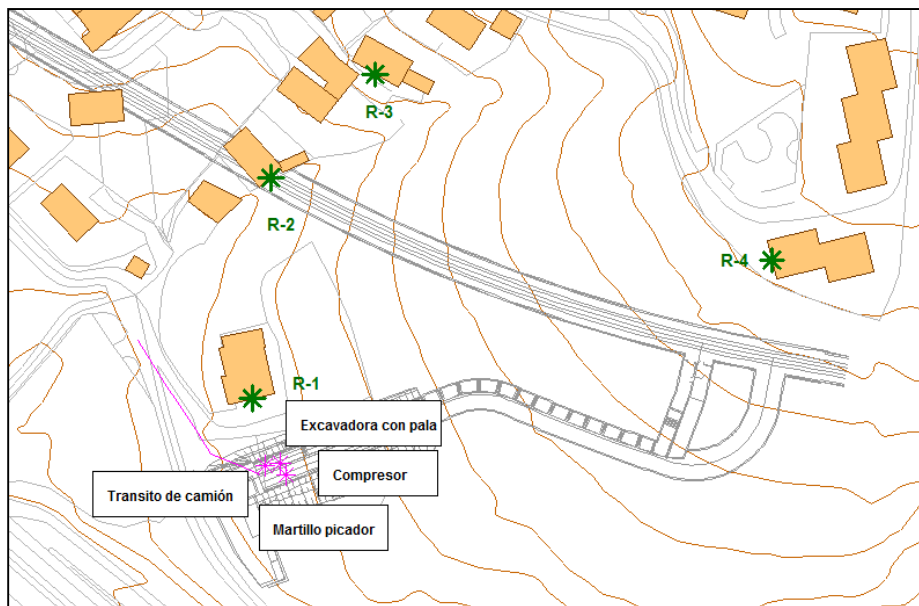 R-3
R-2
R-4
R-1
Excavadora con pala
Compresor
Transito de camión
Martillo picador